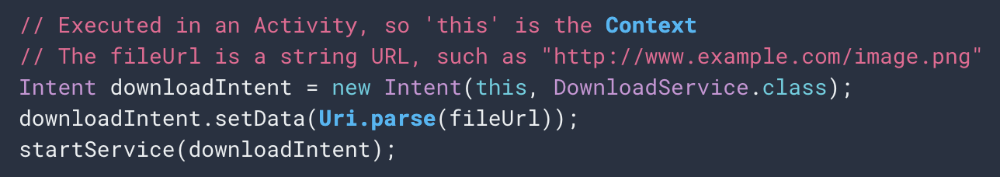 // Executed in an Activity, so 'this' is the Context
// The fileUrl is a string URL, such as "http://www.example.com/image.png"
Intent downloadIntent = new Intent(this, DownloadService.class);
downloadIntent.setData(Uri.parse(fileUrl));
startService(downloadIntent);